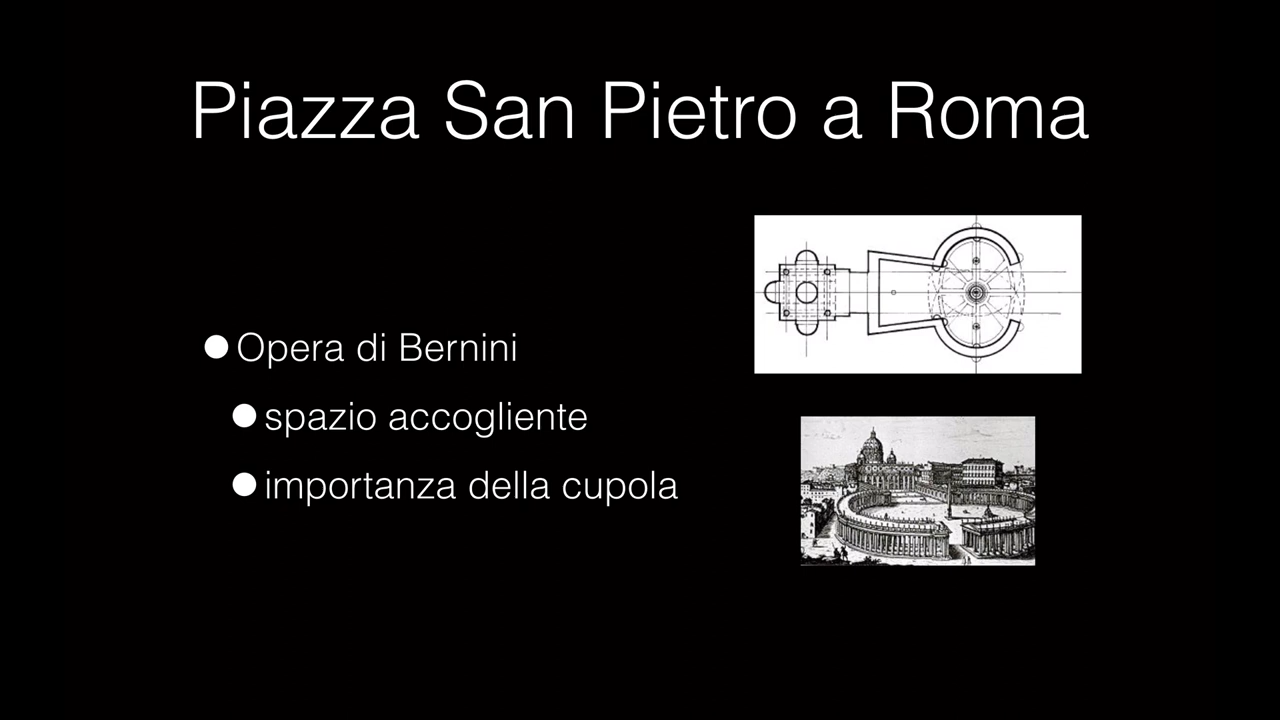 Piazza San Pietro a Roma
Opera di Bernini
spazio accogliente
importanza della cupola